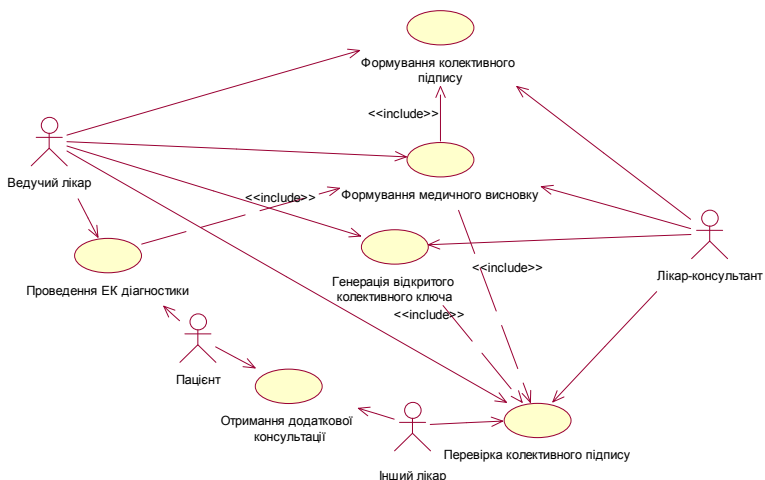 Формування колективного
підпису
<<include>>
Ведучий лікар
<<include>>
Формування медичного висновку
Лікар-консультант
<<include>>
Генерація відкритого
колективного ключа
Проведення ЕК діагностики
<<include>>
Пацієнт
Отримання додаткової
консультації
Перевірка колективного підпису
Інший лікар